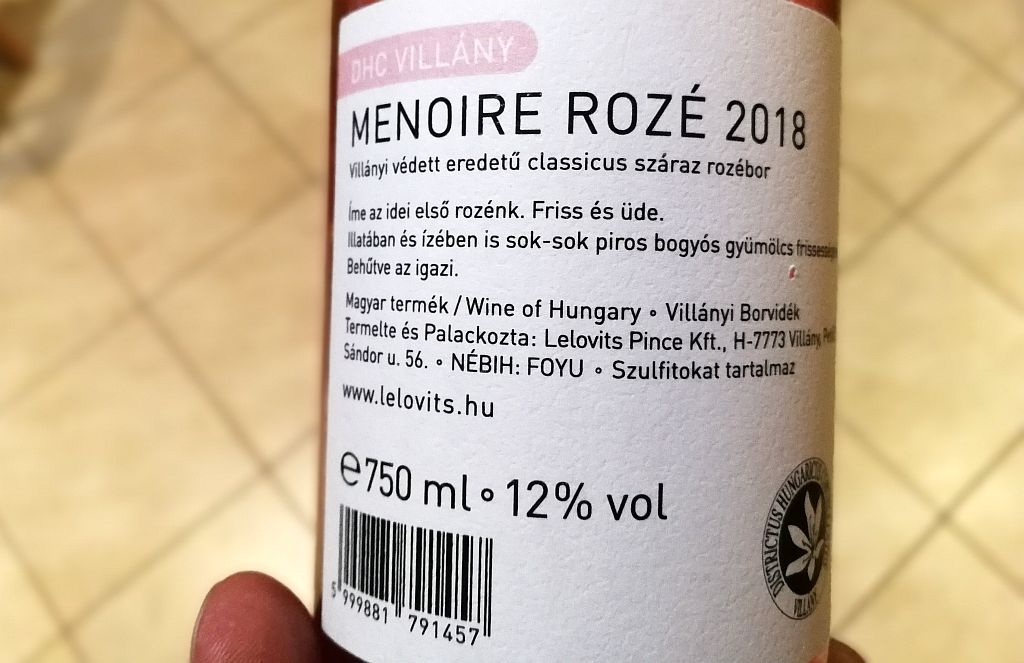 DHC VILLÁNY
MENOIRE ROZÉ 2018
Villányi védett eredetű classicus száraz rozébor
Íme az idei első rozénk. Friss és üde.
Illatában és ízében is sok-sok piros bogyós gyümölcs
Behűtve az igazi.
Magyar termék / Wine of Hungary ∘ Villányi Borvidék
Termelte és Palackozta: Lelovits Pince Kft., H-7773 Villány,
Sándor u. 56. ∘ NÉBIH: FOYU ∘ Szulfitokat tartalmaz
www.lelovits.hu
℮750 ml ∘ 12% vol
5 999881 791457
DISTRICTUS HUNGARICUS
VILLÁNY